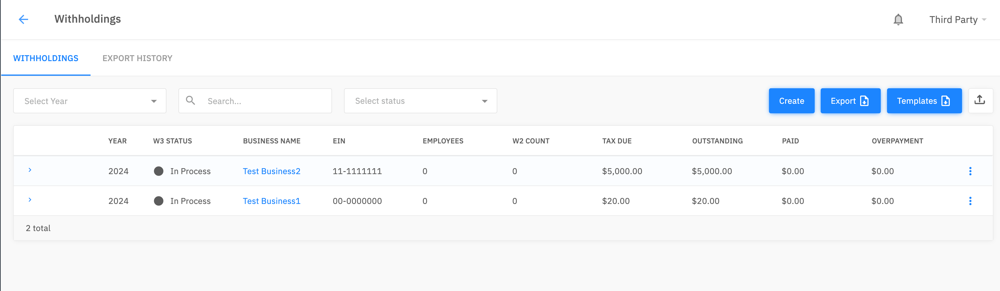 Withholdings
Third Party
WITHHOLDINGS EXPORT HISTORY
Select Year Search... Select status Create Export Templates
YEAR W3 STATUS BUSINESS NAME EIN EMPLOYEES W2 COUNT TAX DUE OUTSTANDING PAID OVERPAYMENT
2024 In Process Test Business2 11-1111111 0 0 $5,000.00 $5,000.00 $0.00 $0.00
2024 In Process Test Business1 00-0000000 0 0 $20.00 $20.00 $0.00 $0.00
2 total